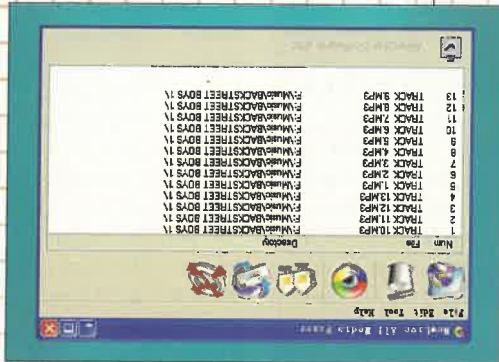 NewLive All Media Fixer
File Edit Tool Help
Num File Directory
1 TRACK 10.MP3 F:\Music\BACKSTREET BOYS 1\
2 TRACK 11.MP3 F:\Music\BACKSTREET BOYS 1\
3 TRACK 12.MP3 F:\Music\BACKSTREET BOYS 1\
4 TRACK 13.MP3 F:\Music\BACKSTREET BOYS 1\
5 TRACK 1.MP3 F:\Music\BACKSTREET BOYS 1\
6 TRACK 2.MP3 F:\Music\BACKSTREET BOYS 1\
7 TRACK 3.MP3 F:\Music\BACKSTREET BOYS 1\
8 TRACK 4.MP3 F:\Music\BACKSTREET BOYS 1\
9 TRACK 5.MP3 F:\Music\BACKSTREET BOYS 1\
10 TRACK 6.MP3 F:\Music\BACKSTREET BOYS 1\
11 TRACK 7.MP3 F:\Music\BACKSTREET BOYS 1\
12 TRACK 8.MP3 F:\Music\BACKSTREET BOYS 1\
13 TRACK 9.MP3 F:\Music\BACKSTREET BOYS 1\